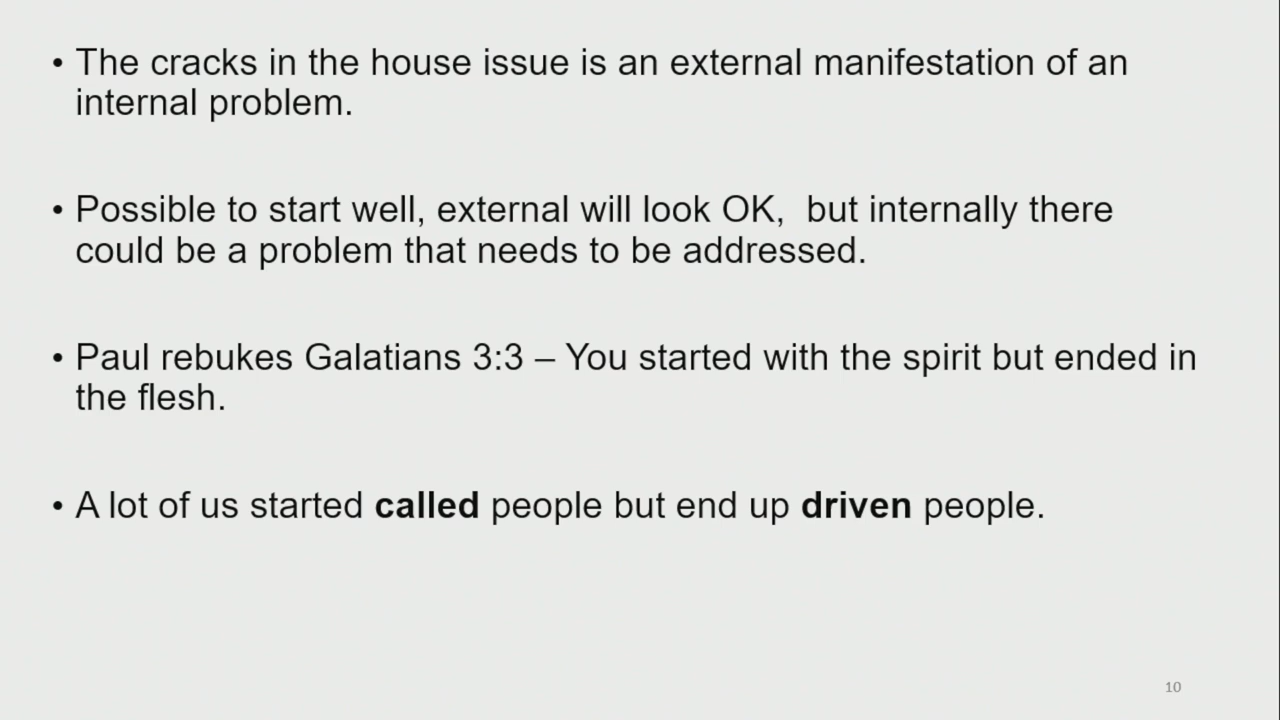 • The cracks in the house issue is an external manifestation of an
internal problem.
• Possible to start well, external will look OK,  but internally there
could be a problem that needs to be addressed.
• Paul rebukes Galatians 3:3 – You started with the spirit but ended in
the flesh.
• A lot of us started called people but end up driven people.
10